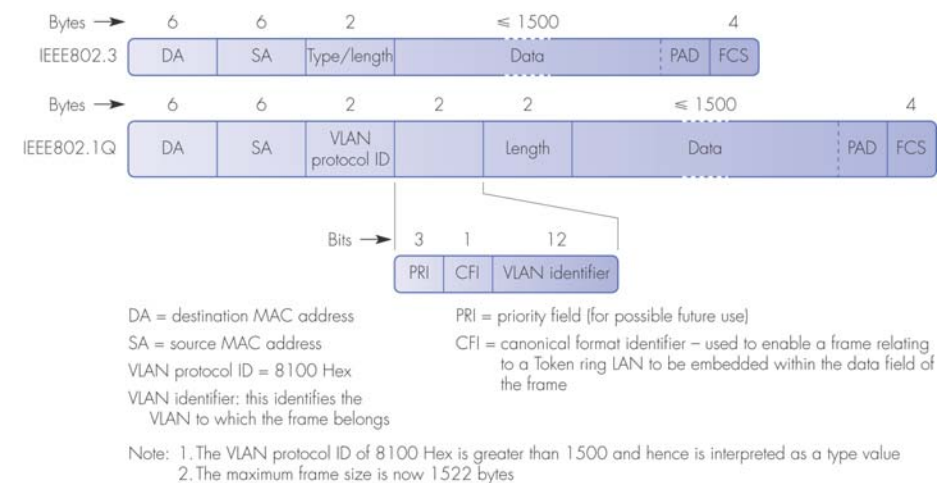 Bytes → 6 6 2 ≤ 1500 4
IEEE802.3 DA SA Type/length Data PAD FCS
Bytes → 6 6 2 2 2 ≤ 1500 4
IEEE802.1Q DA SA VLAN protocol ID Length Data PAD FCS
Bits → 3 1 12
PRI CFI VLAN identifier
DA = destination MAC address
SA = source MAC address
VLAN protocol ID = 8100 Hex
VLAN identifier: this identifies the
VLAN to which the frame belongs
PRI = priority field (for possible future use)
CFI = canonical format identifier – used to enable a frame relating
to a Token ring LAN to be embedded within the data field of
the frame
Note: 1. The VLAN protocol ID of 8100 Hex is greater than 1500 and hence is interpreted as a type value
2. The maximum frame size is now 1522 bytes